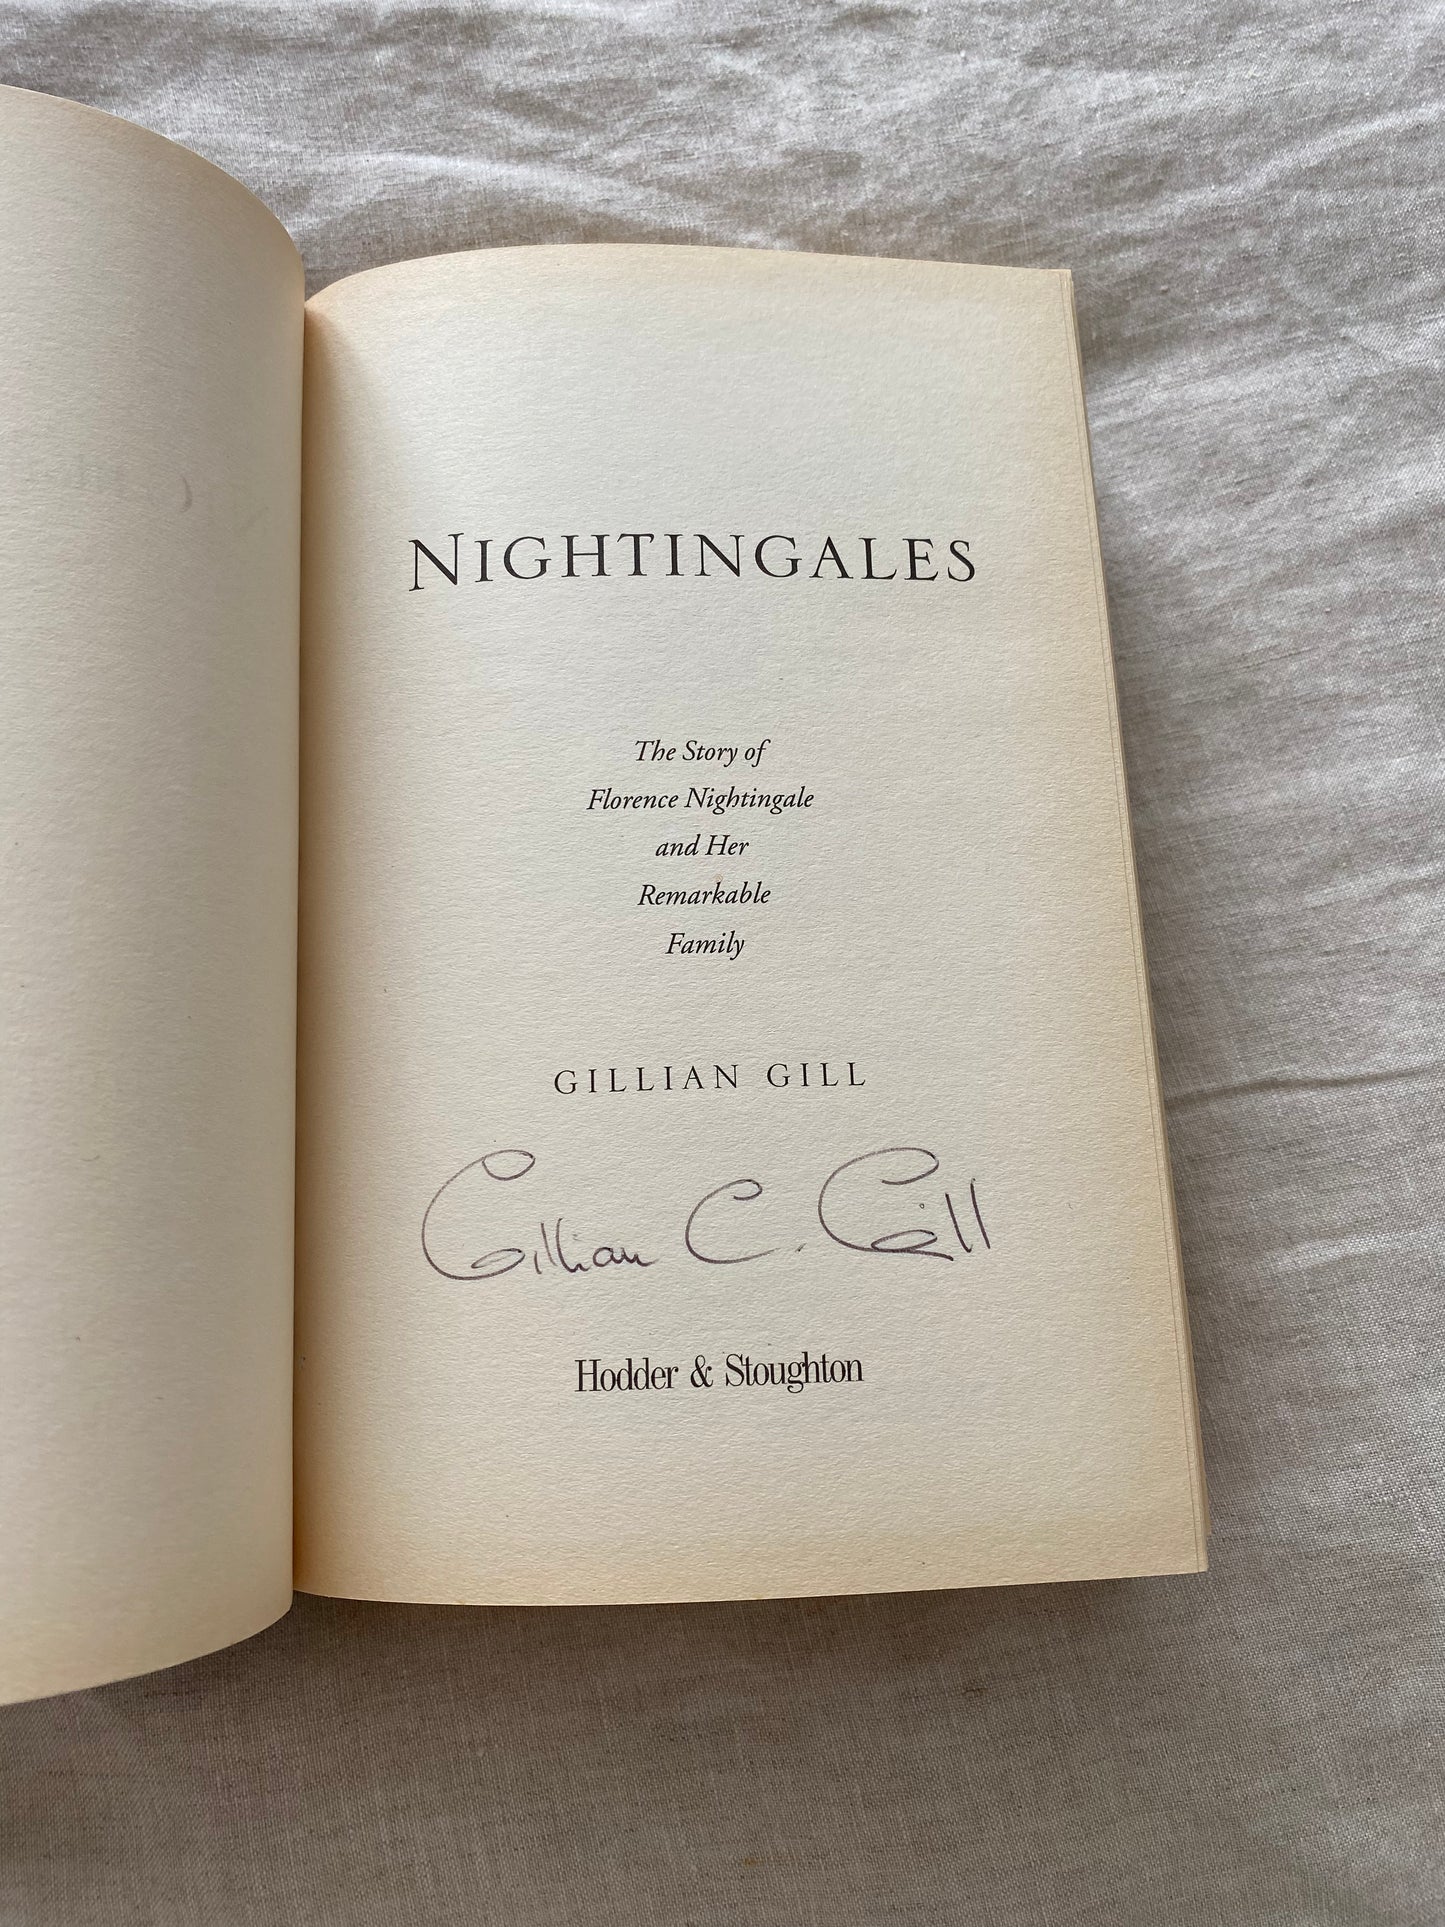 NIGHTINGALES
The Story of
Florence Nightingale
and Her
Remarkable
Family
GILLIAN GILL
Gillian C. Gill
Hodder & Stoughton